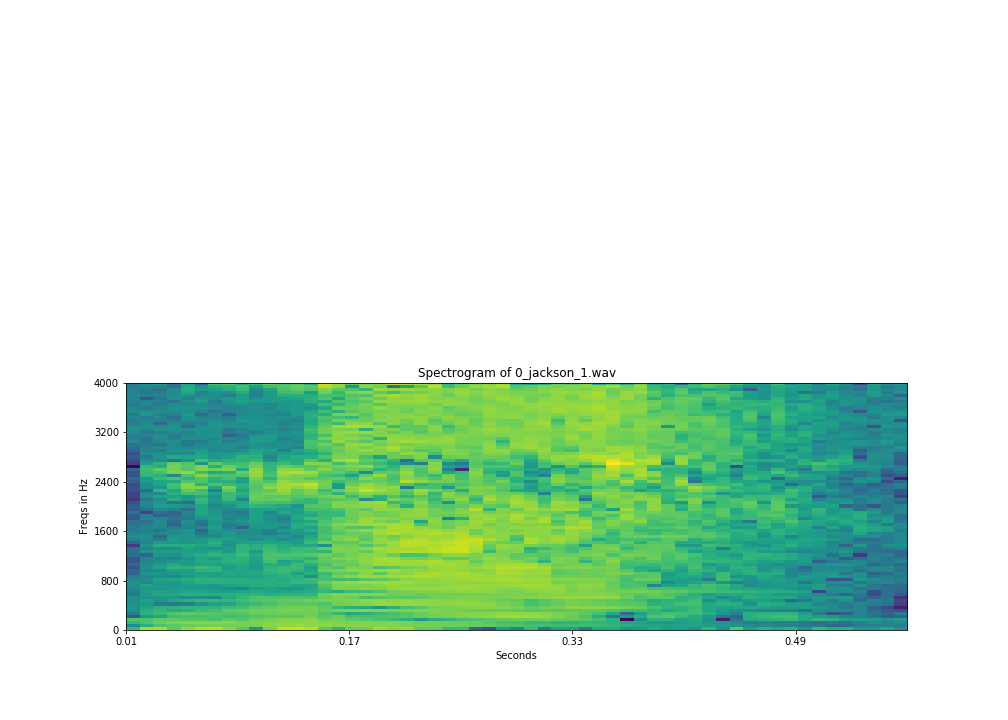 Spectrogram of 0_jackson_1.wav
4000
3200
2400
1600
800
0
Freqs in Hz
0.01 0.17 0.33 0.49
Seconds